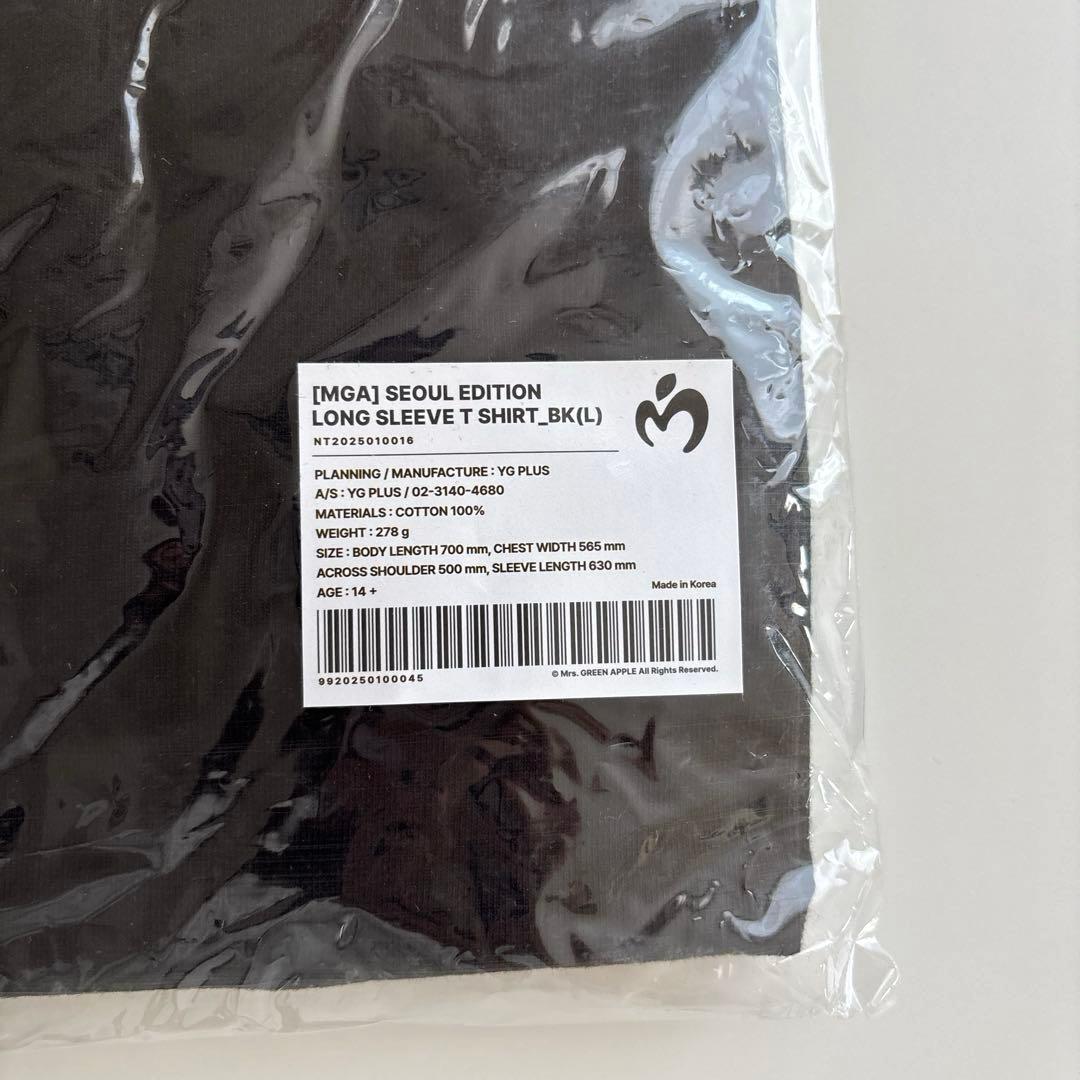 [MGA] SEOUL EDITION
LONG SLEEVE T SHIRT_BK(L)
NT2025010016
PLANNING / MANUFACTURE : YG PLUS
A/S : YG PLUS / 02-3140-4680
MATERIALS : COTTON 100%
WEIGHT : 278 g
SIZE : BODY LENGTH 700 mm, CHEST WIDTH 565 mm
ACROSS SHOULDER 500 mm, SLEEVE LENGTH 630 mm
AGE : 14 +
Made in Korea
9920250100045
© Mrs. GREEN APPLE All Rights Reserved.